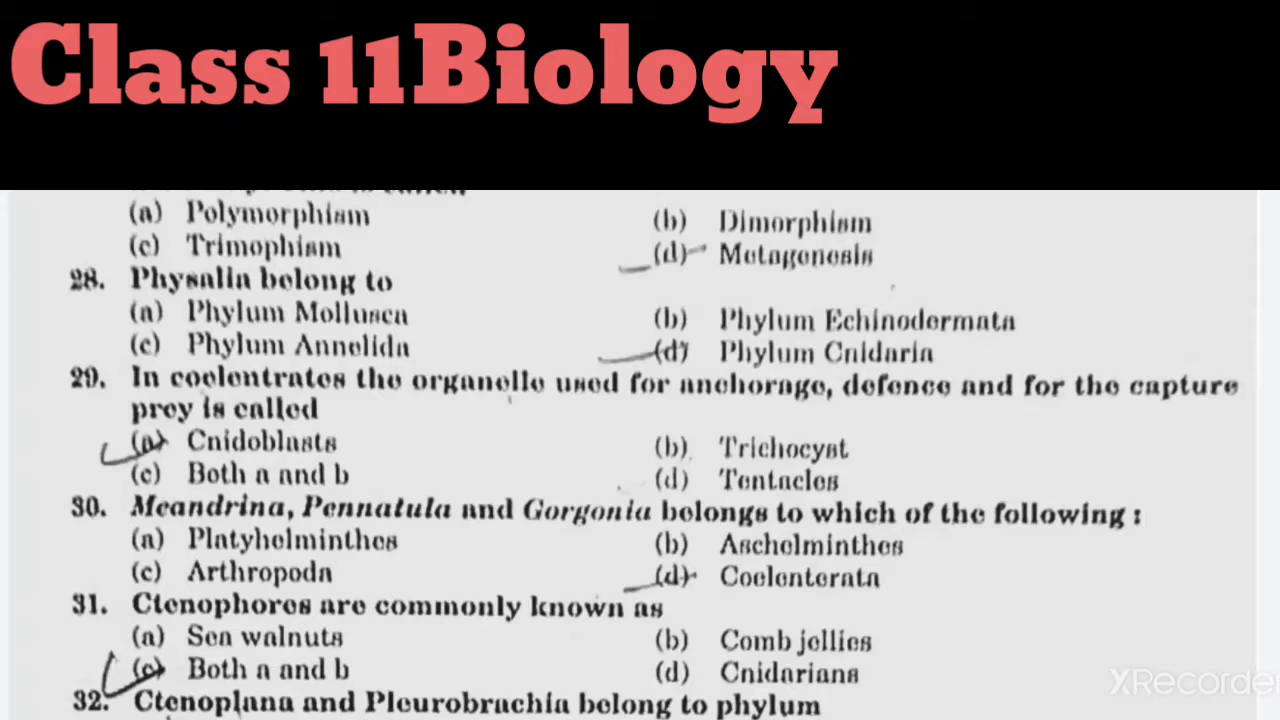 Class 11Biology
(a) Polymorphism (b) Dimorphism
(c) Trimophism (d) Metagenesis
28. Physalia belong to
(a) Phylum Mollusca (b) Phylum Echinodermata
(c) Phylum Annelida (d) Phylum Cnidaria
29. In coelentrates the organelle used for anchorage, defence and for the capture
prey is called
(a) Cnidoblasts (b) Trichocyst
(c) Both a and b (d) Tentacles
30. Meandrina, Pennatula and Gorgonia belongs to which of the following :
(a) Platyhelminthes (b) Aschelminthes
(c) Arthropoda (d) Coelenterata
31. Ctenophores are commonly known as
(a) Sea walnuts (b) Comb jellies
(c) Both a and b (d) Cnidarians
32. Ctenoplana and Pleurobrachia belong to phylum
XRecorder